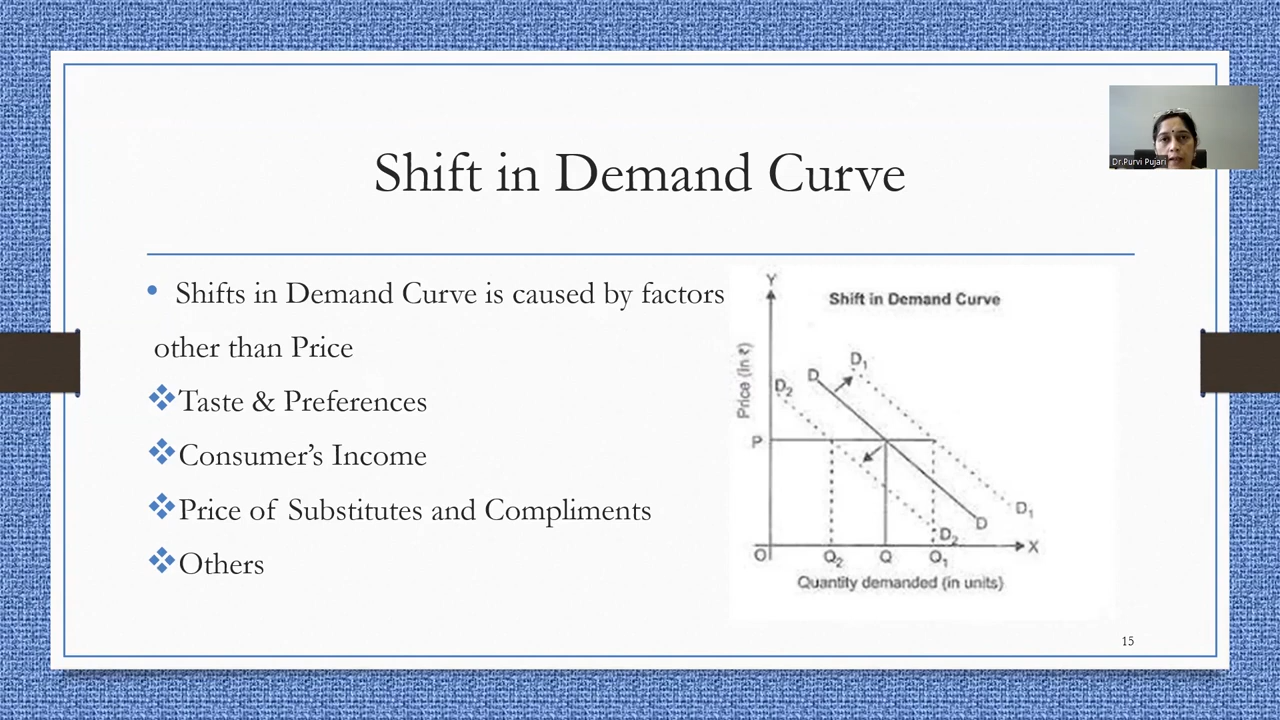 Dr.Purvi Pujari
Shift in Demand Curve
• Shifts in Demand Curve is caused by factors
other than Price
❖Taste & Preferences
❖Consumer’s Income
❖Price of Substitutes and Compliments
❖Others
Y
Shift in Demand Curve
Price (in ₹)
D₁
D
D₂
P
D₁
D
D₂
O
Q₂
Q
Q₁
X
Quantity demanded (in units)
15